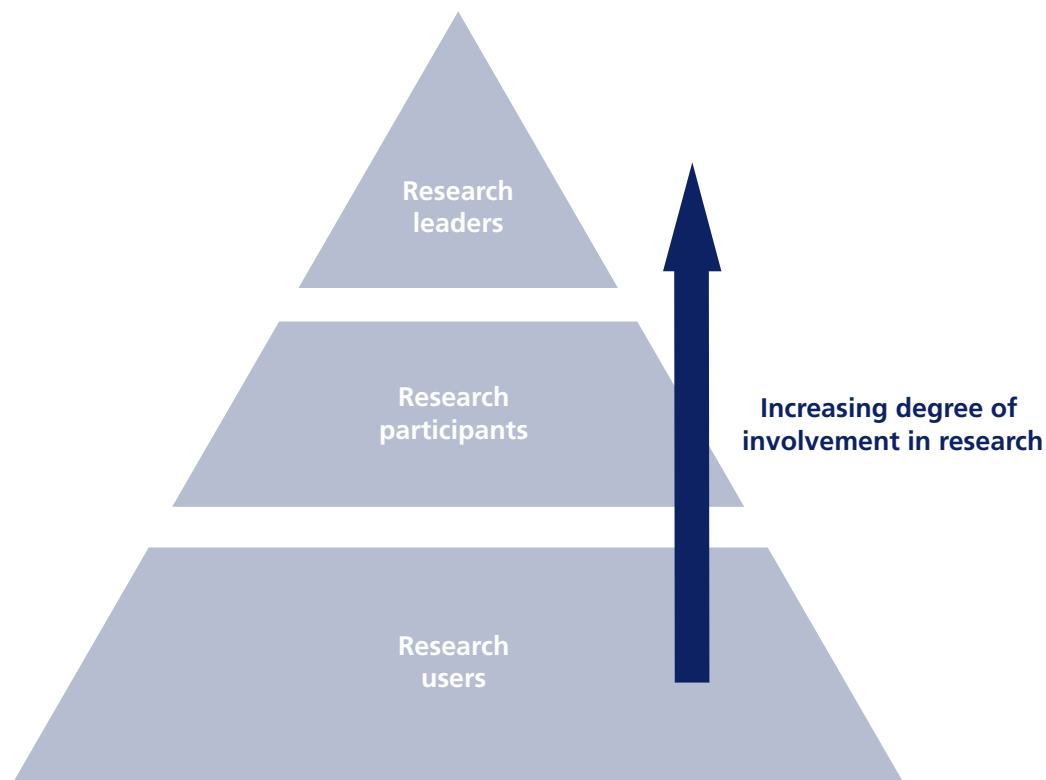 Research
leaders
Research
participants
Increasing degree of
involvement in research
Research
users